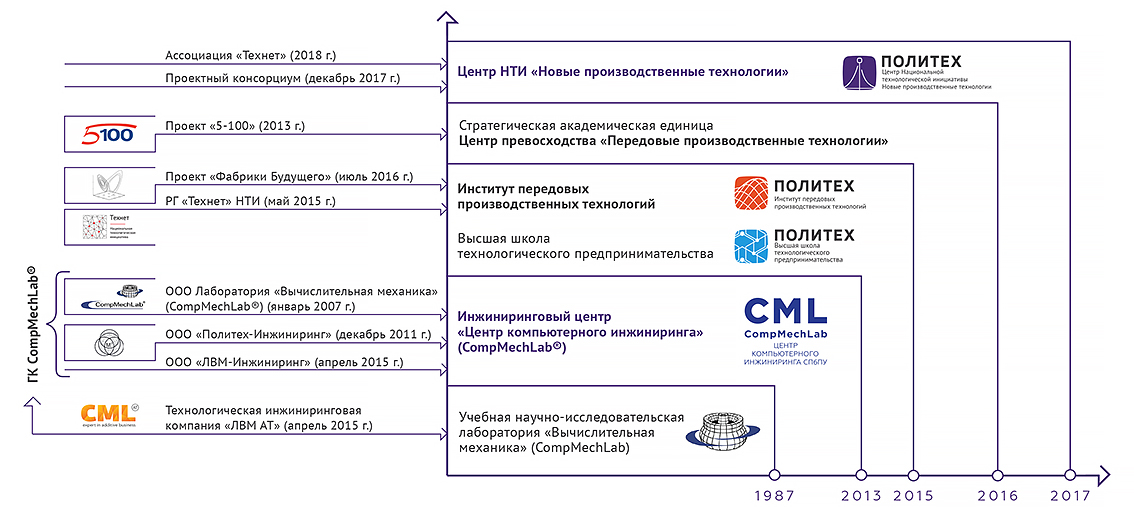 Ассоциация «Технет» (2018 г.)
Проектный консорциум (декабрь 2017 г.)
Центр НТИ «Новые производственные технологии»
ПОЛИТЕХ
Центр Национальной
технологической инициативы
Новые производственные технологии
5100
Проект «5-100» (2013 г.)
Стратегическая академическая единица
Центр превосходства «Передовые производственные технологии»
Проект «Фабрики Будущего» (июль 2016 г.)
РГ «Технет» НТИ (май 2015 г.)
Технет
Национальная
технологическая
инициатива
Институт передовых
производственных технологий
ПОЛИТЕХ
Институт передовых
производственных технологий
Высшая школа
технологического предпринимательства
ПОЛИТЕХ
Высшая школа
технологического
предпринимательства
ГК CompMechLab®
CompMechLab®
ООО Лаборатория «Вычислительная механика»
(CompMechLab®) (январь 2007 г.)
ООО «Политех-Инжиниринг» (декабрь 2011 г.)
ООО «ЛВМ-Инжиниринг» (апрель 2015 г.)
Инжиниринговый центр
«Центр компьютерного инжиниринга»
(CompMechLab®)
CML
CompMechLab
ЦЕНТР
КОМПЬЮТЕРНОГО
ИНЖИНИРИНГА СПбПУ
CML AT
expert in additive business
Технологическая инжиниринговая
компания «ЛВМ АТ» (апрель 2015 г.)
Учебная научно-исследовательская
лаборатория «Вычислительная
механика» (CompMechLab)
1987
2013
2015
2016
2017